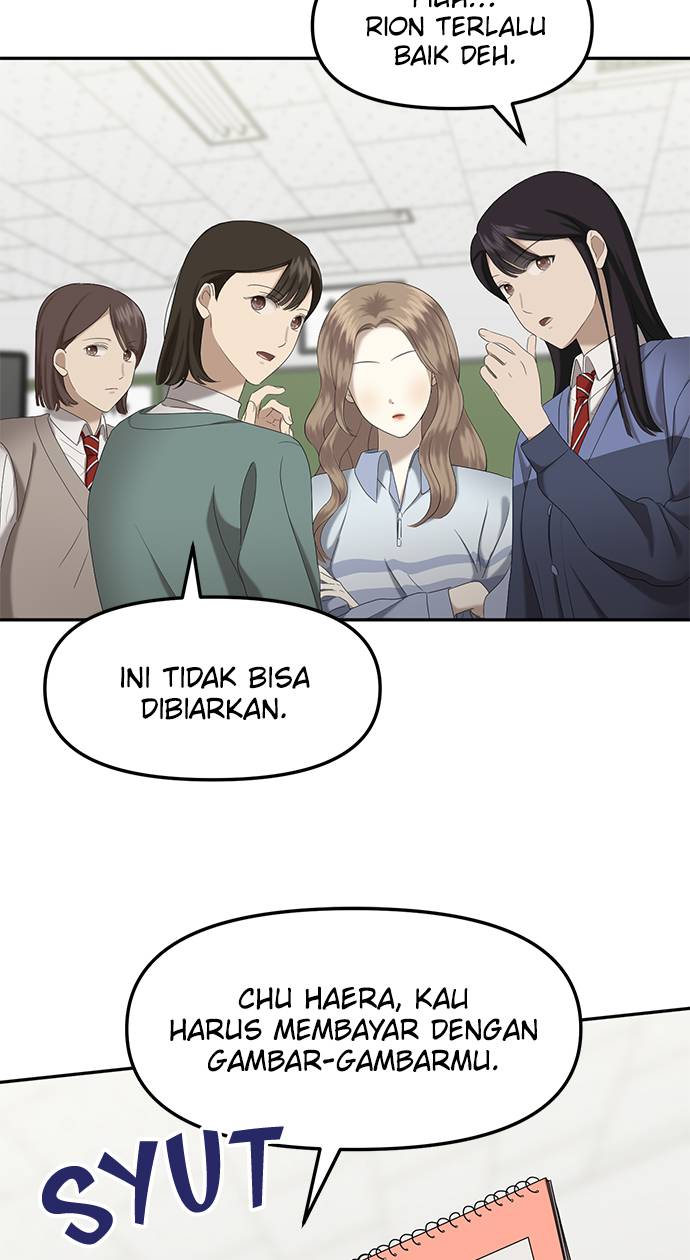 RION TERLALU
BAIK DEH.
INI TIDAK BISA
DIBIARKAN.
CHU HAERA, KAU
HARUS MEMBAYAR DENGAN
GAMBAR-GAMBARMU.
SYUT